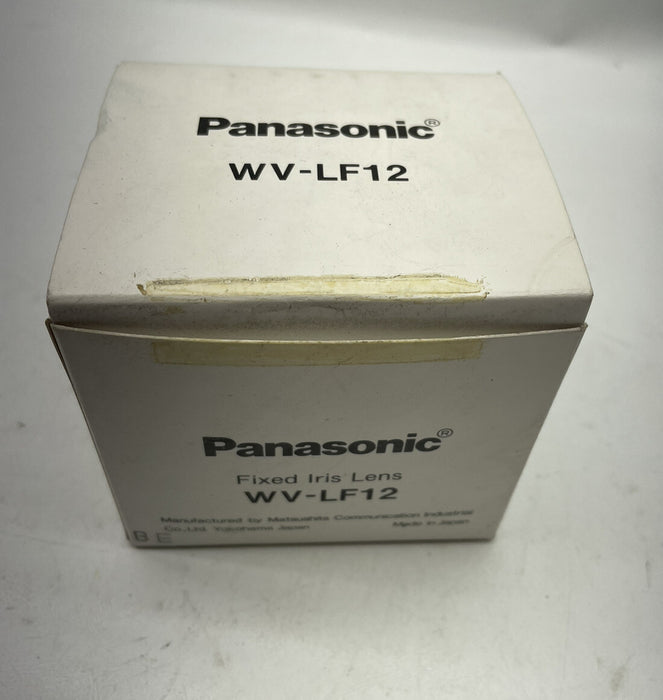 Panasonic®
WV-LF12
Panasonic®
Fixed Iris Lens
WV-LF12
Manufactured by Matsushita Communication Industrial
Co.,Ltd. Yokohama Japan Made in Japan
BE